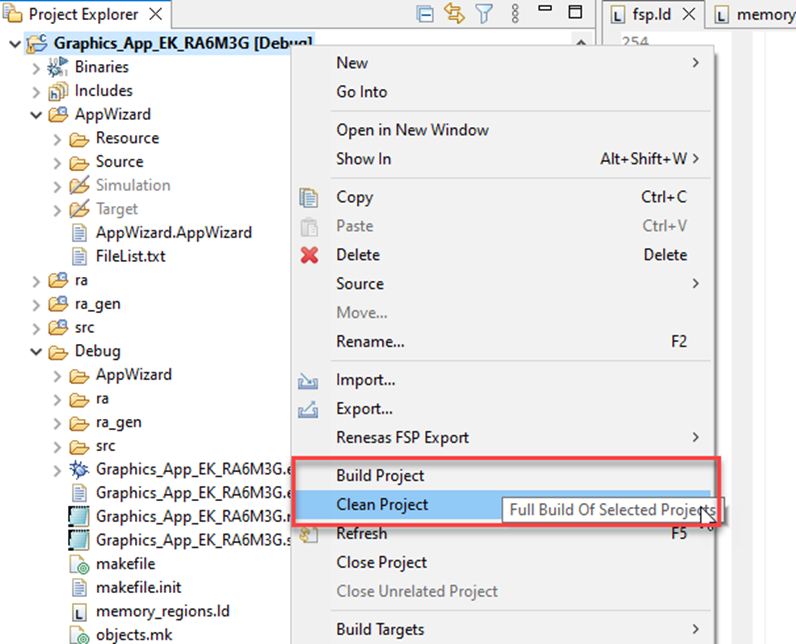 Project Explorer
fsp.ld
memory
Graphics_App_EK_RA6M3G [Debug]
254
Binaries
Includes
AppWizard
Resource
Source
Simulation
Target
AppWizard.AppWizard
FileList.txt
ra
ra_gen
src
Debug
AppWizard
ra
ra_gen
src
Graphics_App_EK_RA6M3G.e
Graphics_App_EK_RA6M3G.e
Graphics_App_EK_RA6M3G.r
Graphics_App_EK_RA6M3G.s
makefile
makefile.init
memory_regions.ld
objects.mk
New
Go Into
Open in New Window
Show In Alt+Shift+W
Copy Ctrl+C
Paste Ctrl+V
Delete Delete
Source
Move...
Rename... F2
Import...
Export...
Renesas FSP Export
Build Project
Clean Project
Full Build Of Selected Projects
Refresh F5
Close Project
Close Unrelated Project
Build Targets